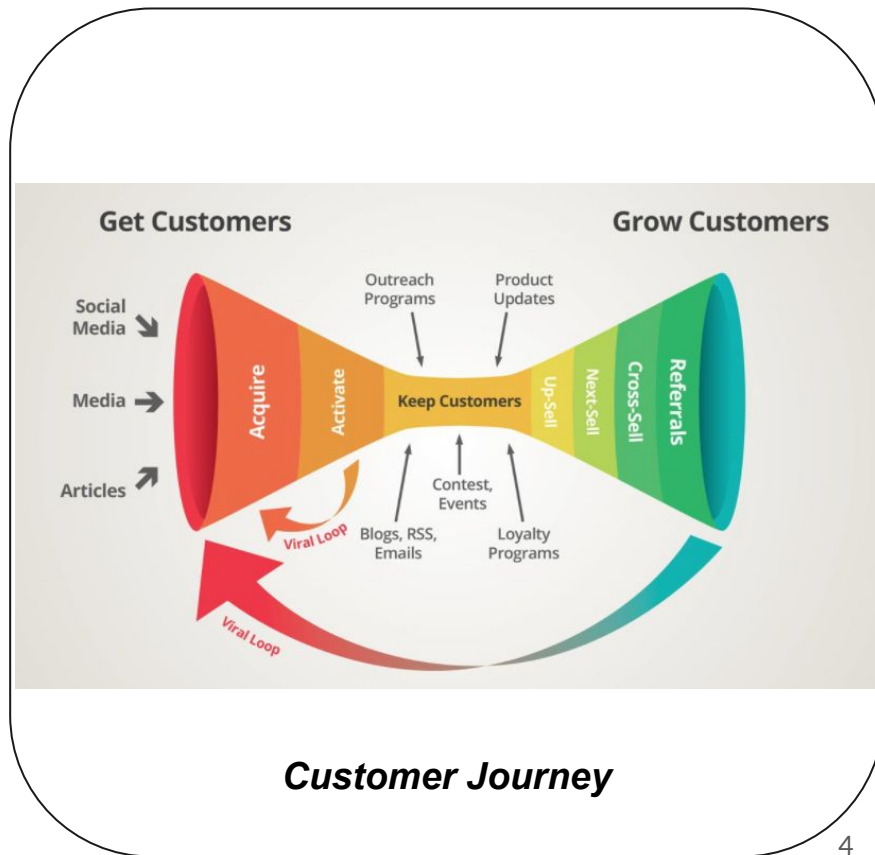 Get Customers
Grow Customers
Social
Media
Media
Articles
Outreach
Programs
Product
Updates
Acquire
Activate
Keep Customers
Up-Sell
Next-Sell
Cross-Sell
Referrals
Viral Loop
Blogs, RSS,
Emails
Contest,
Events
Loyalty
Programs
Viral Loop
Customer Journey
4